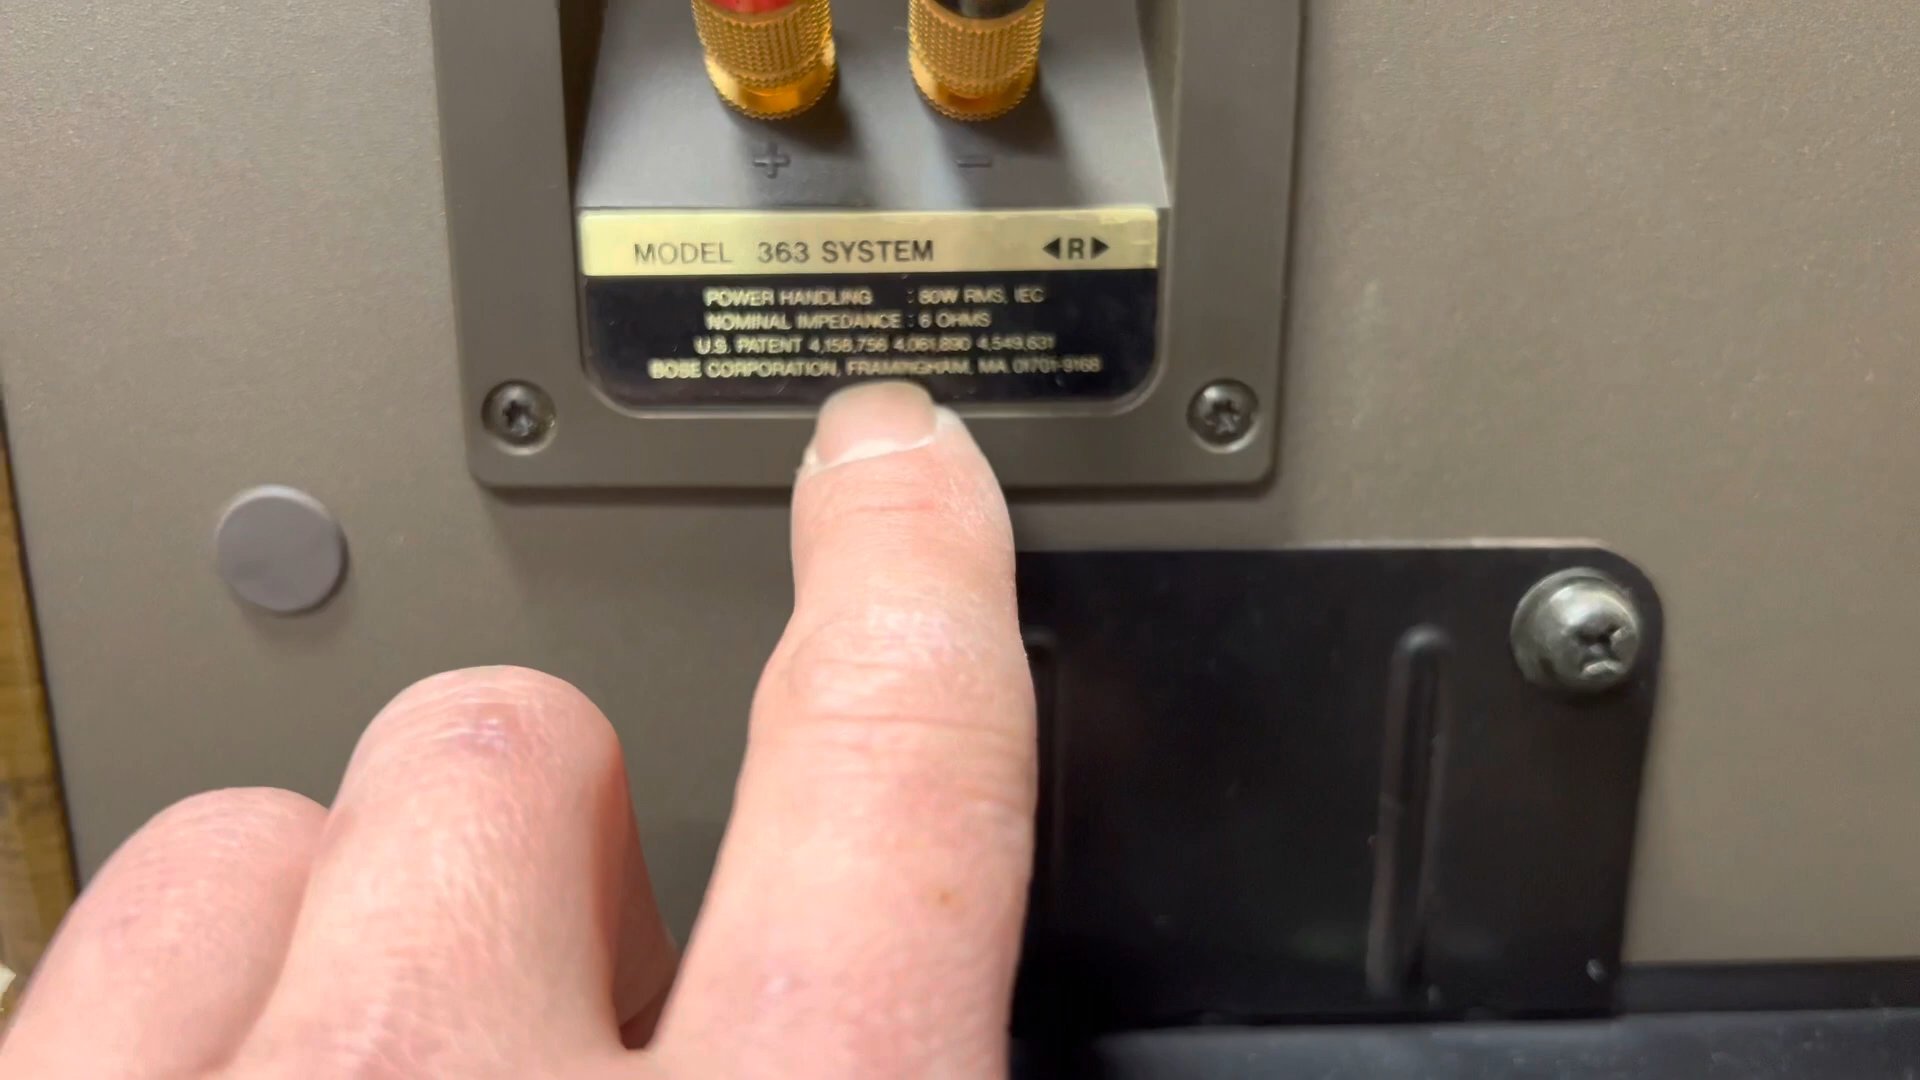 + −
MODEL 363 SYSTEM ◀R▶
POWER HANDLING : 80W RMS, IEC
NOMINAL IMPEDANCE : 6 OHMS
U.S. PATENT 4,158,756 4,061,890 4,549,631
BOSE CORPORATION, FRAMINGHAM, MA 01701-9168